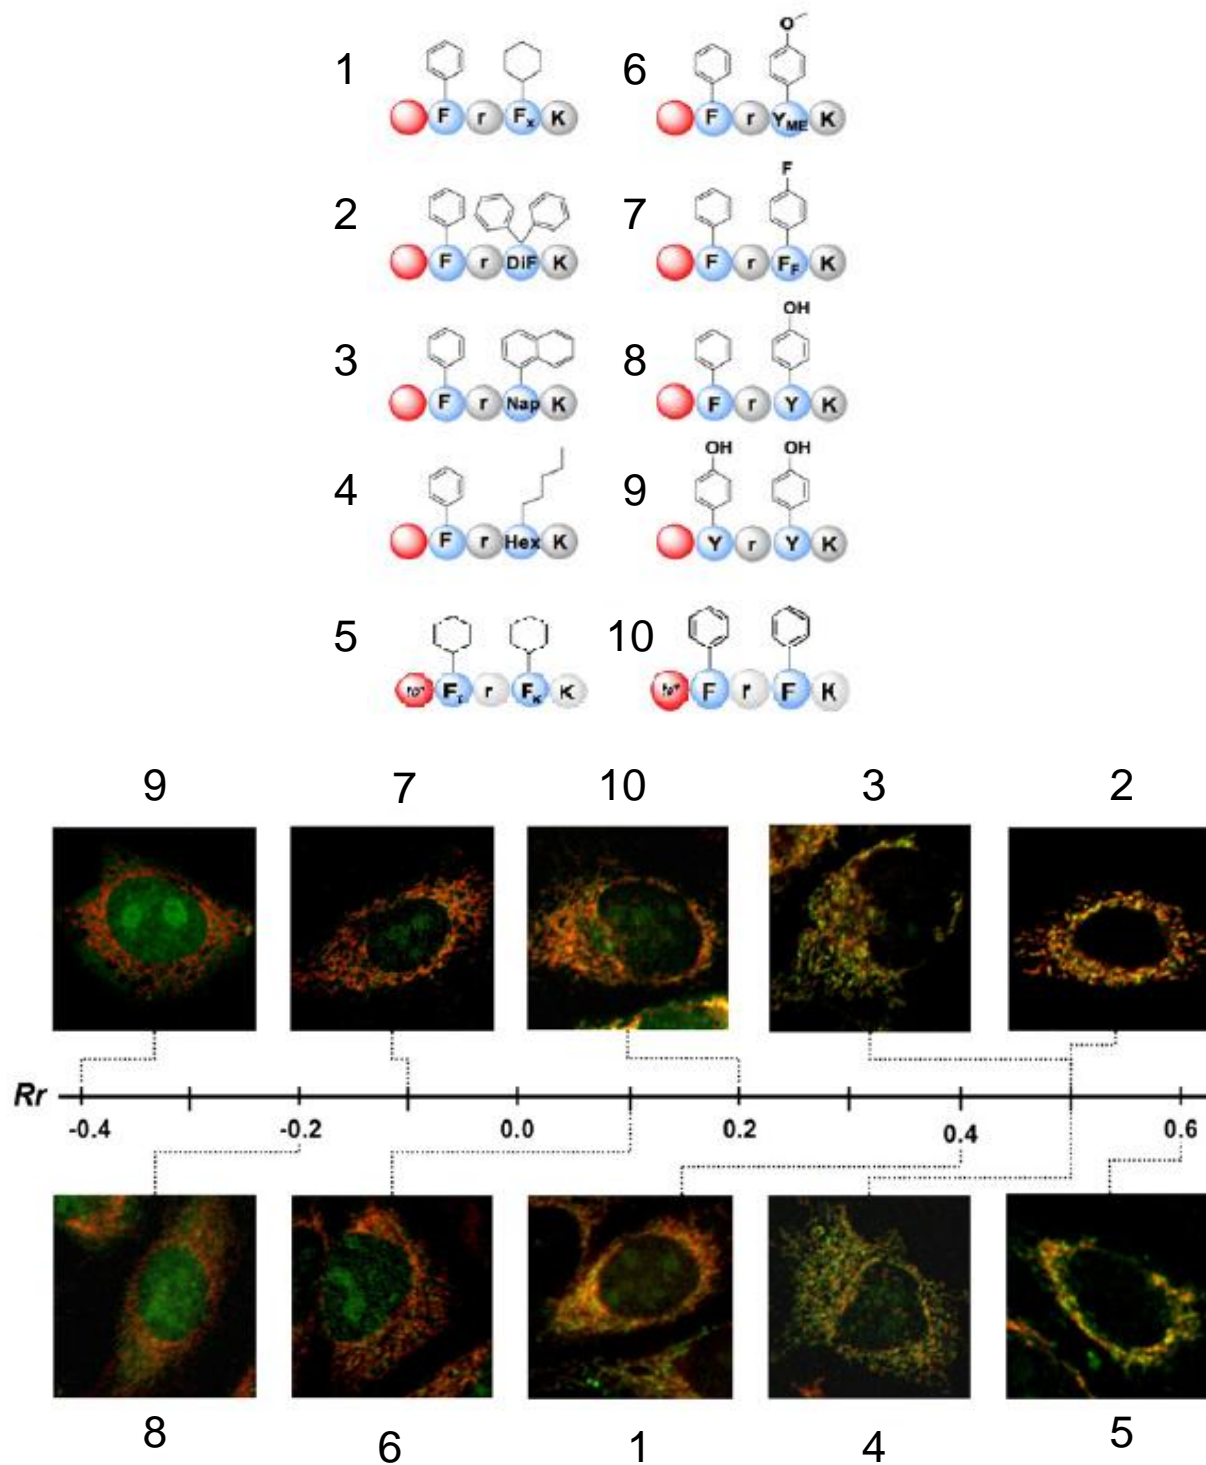 1
F r Fx K
6
O
F r YME K
2
F r DiF K
7
F
F r FF K
3
F r Nap K
8
OH
F r Y K
4
F r Hex K
9
OH OH
Y r Y K
5
r K
10
F r F K
9 7 10 3 2
Rr
-0.4 -0.2 0.0 0.2 0.4 0.6
8 6 1 4 5